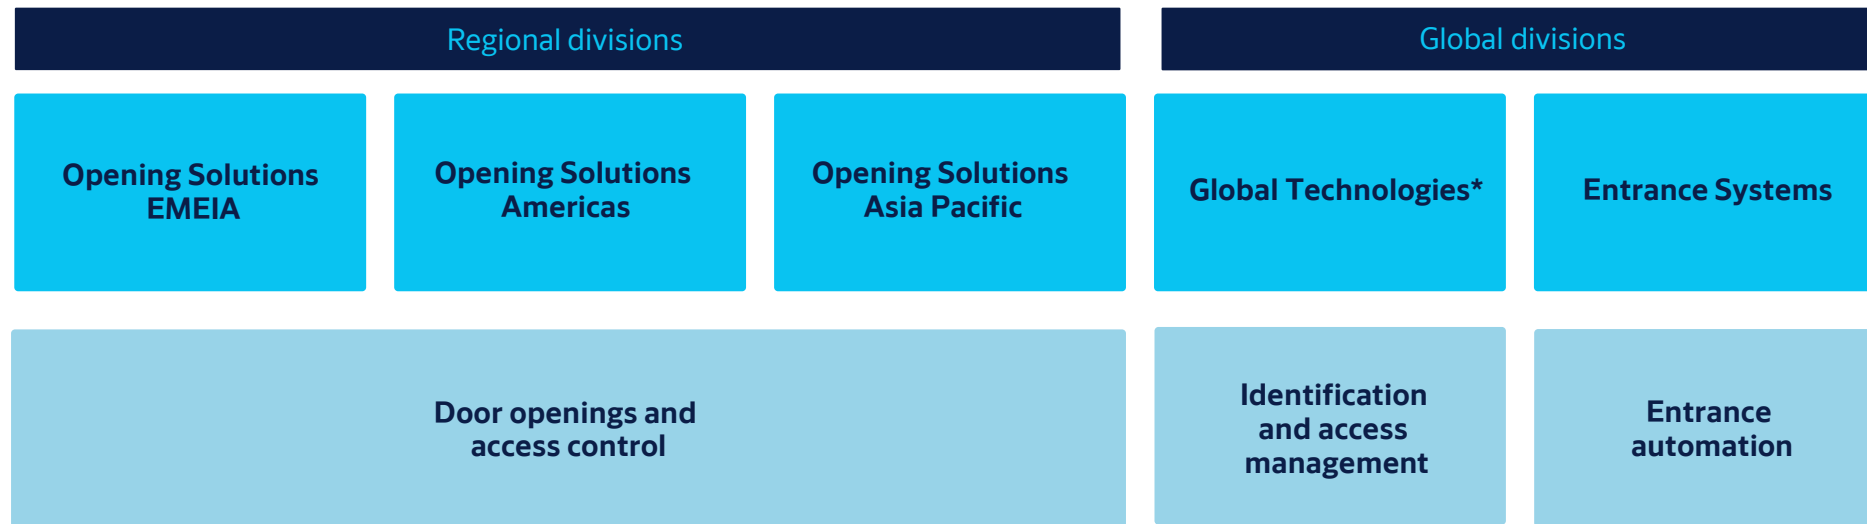 Regional divisions
Global divisions
Opening Solutions
EMEIA
Opening Solutions
Americas
Opening Solutions
Asia Pacific
Global Technologies*
Entrance Systems
Door openings and
access control
Identification
and access
management
Entrance
automation